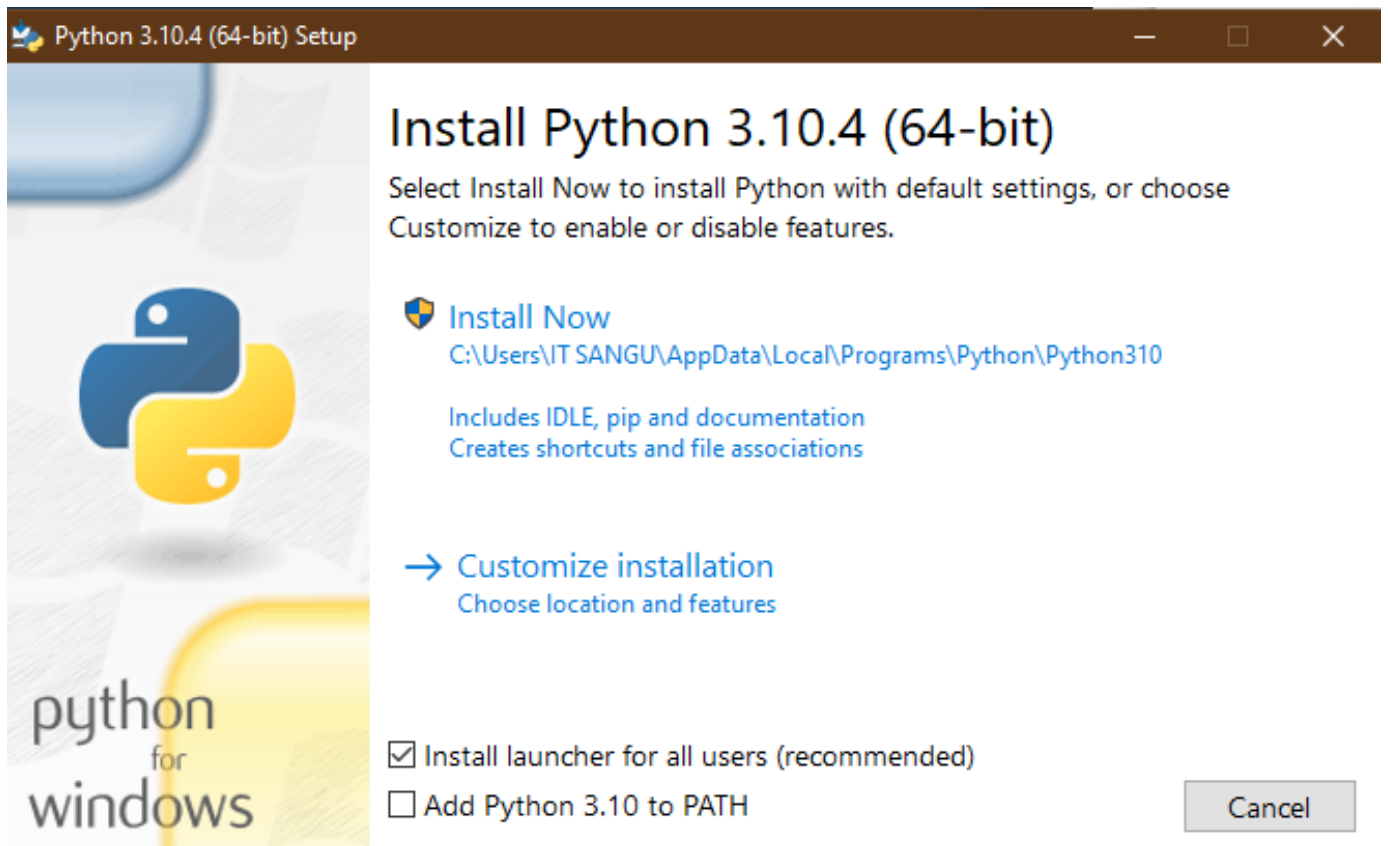 Python 3.10.4 (64-bit) Setup
Install Python 3.10.4 (64-bit)
Select Install Now to install Python with default settings, or choose
Customize to enable or disable features.
Install Now
C:\Users\IT SANGU\AppData\Local\Programs\Python\Python310
Includes IDLE, pip and documentation
Creates shortcuts and file associations
Customize installation
Choose location and features
python
for
windows
Install launcher for all users (recommended)
Add Python 3.10 to PATH
Cancel